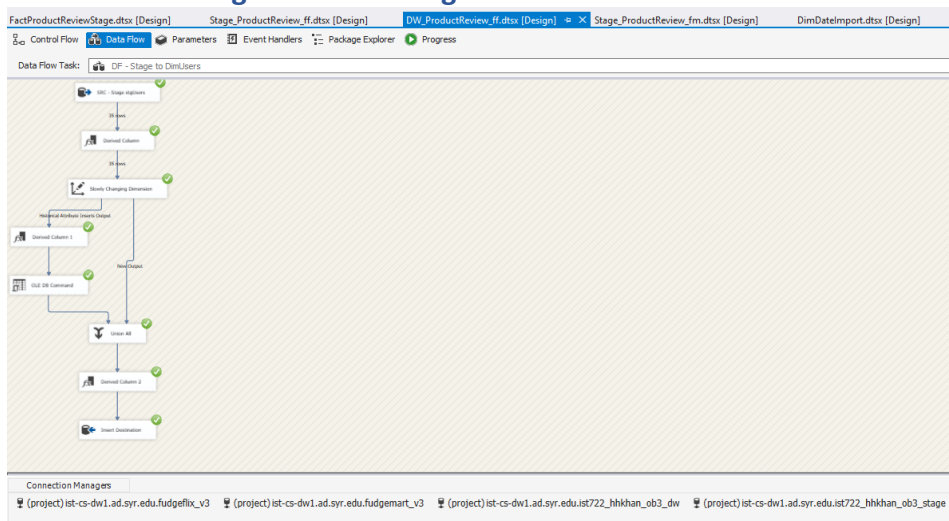 FactProductReviewStage.dtsx [Design] Stage_ProductReview_ff.dtsx [Design] DW_ProductReview_ff.dtsx [Design] Stage_ProductReview_fm.dtsx [Design] DimDateImport.dtsx [Design]
Control Flow Data Flow Parameters Event Handlers Package Explorer Progress
Data Flow Task: DF - Stage to DimUsers
SRC - Stage stgUsers
35 rows
Derived Column
35 rows
Slowly Changing Dimension
Historical Attribute Inserts Output
Derived Column 1
New Output
OLE DB Command
Union All
Derived Column 2
Insert Destination
Connection Managers
(project) ist-cs-dw1.ad.syr.edu.fudgeflix_v3 (project) ist-cs-dw1.ad.syr.edu.fudgemart_v3 (project) ist-cs-dw1.ad.syr.edu.ist722_hhkhan_ob3_dw (project) ist-cs-dw1.ad.syr.edu.ist722_hhkhan_ob3_stage